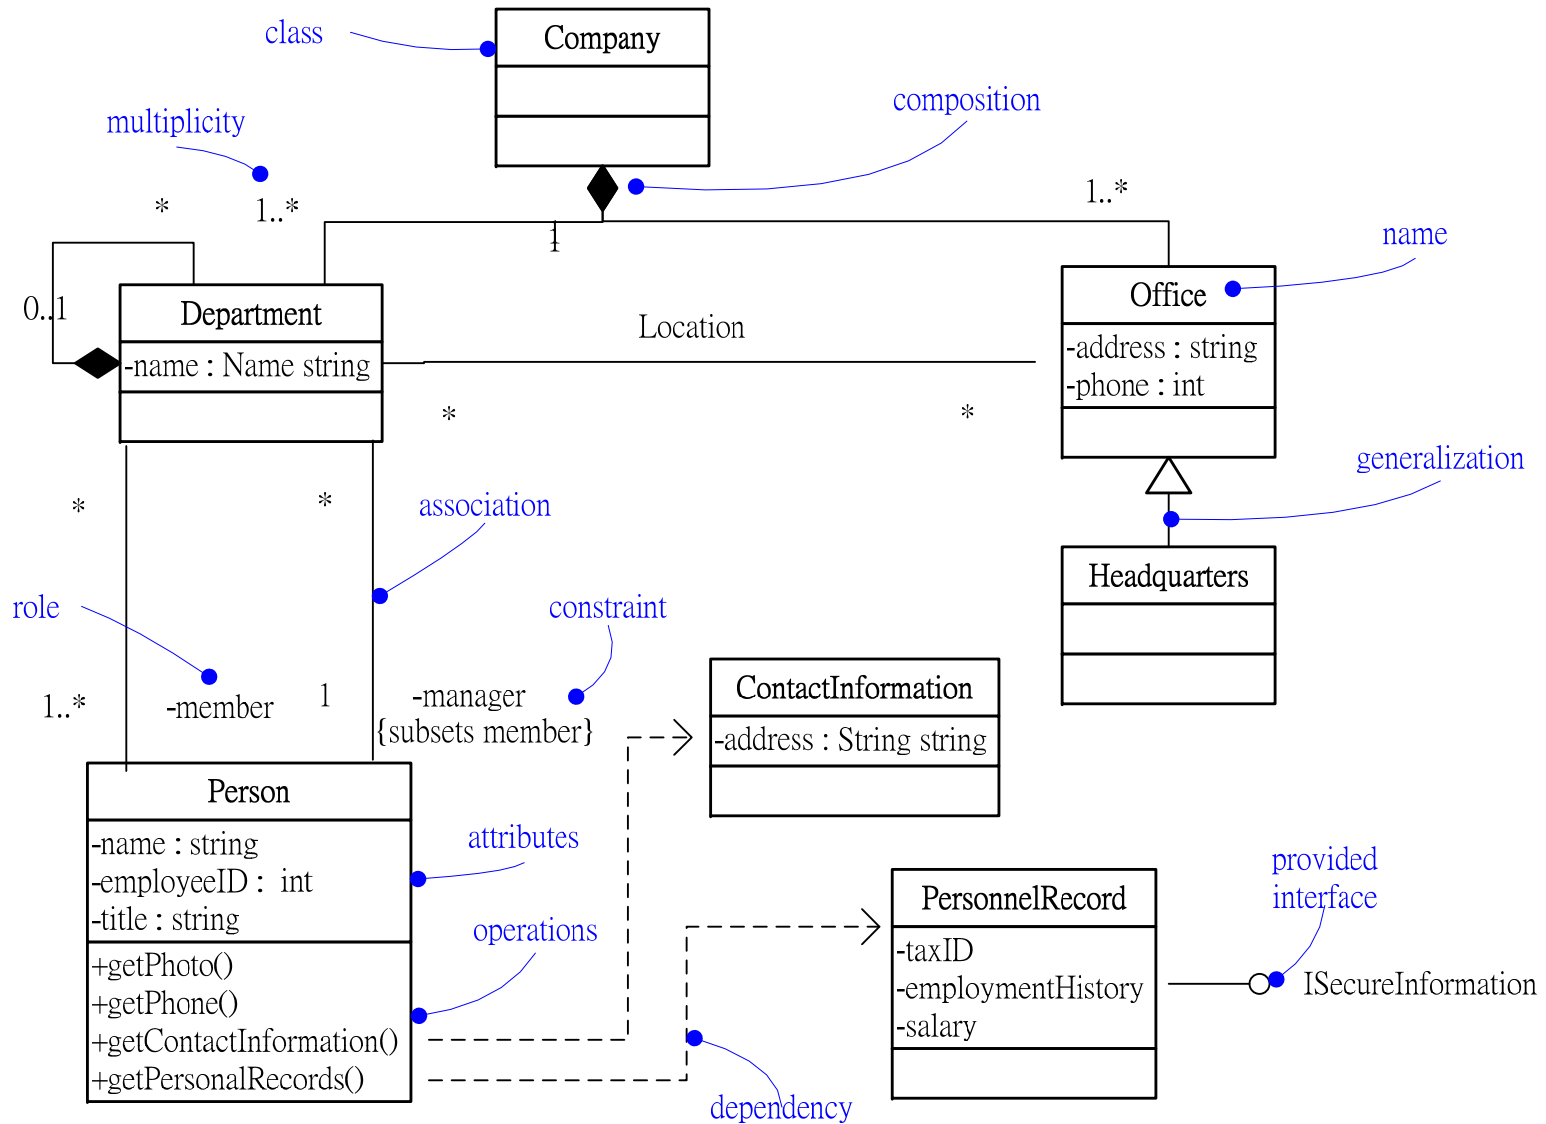 class
Company
composition
multiplicity
*
1..*
1..*
1
name
0..1
Department
-name : Name string
Location
Office
-address : string
-phone : int
*
*
generalization
*
*
association
Headquarters
role
constraint
1..*
-member
1
-manager
{subsets member}
ContactInformation
-address : String string
Person
-name : string
-employeeID :  int
-title : string
attributes
operations
+getPhoto()
+getPhone()
+getContactInformation()
+getPersonalRecords()
provided
interface
PersonnelRecord
-taxID
-employmentHistory
-salary
ISecureInformation
dependency